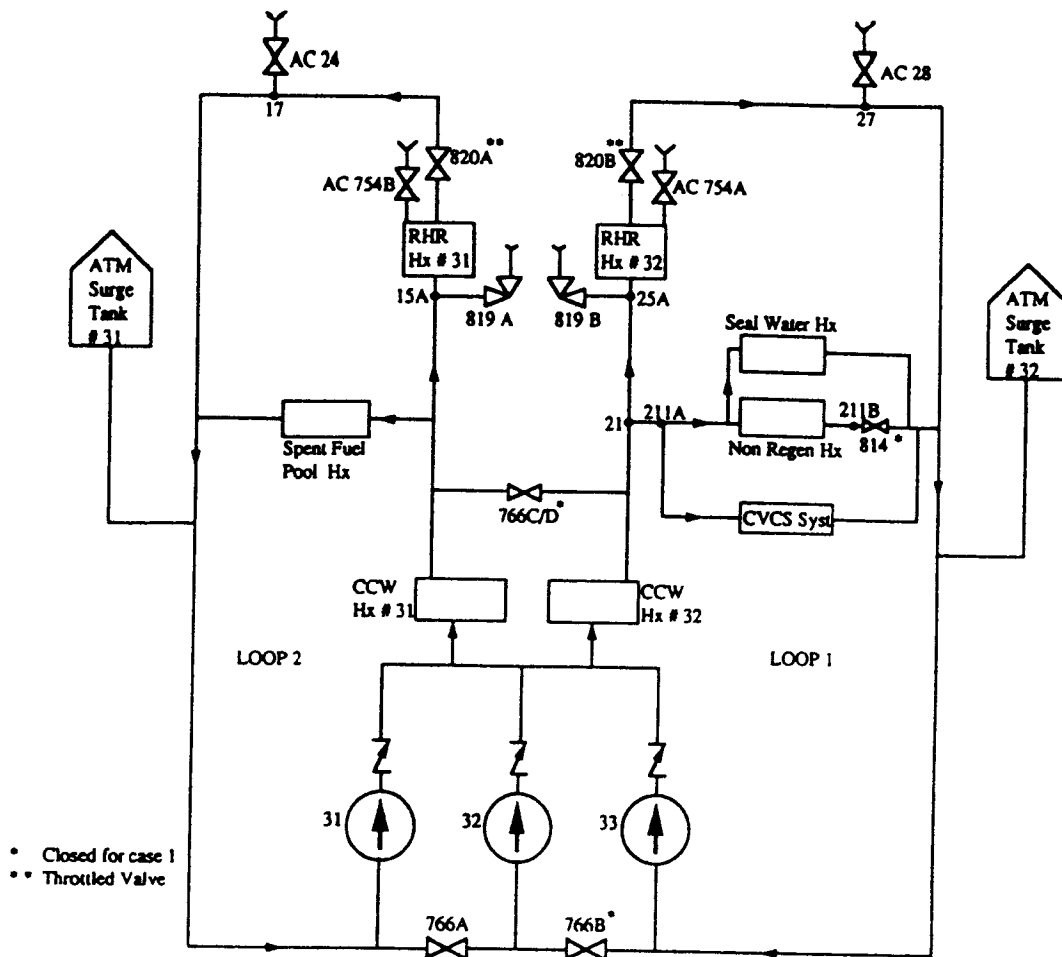 AC 24
17
AC 28
27
820A**
AC 754B
**
820B
AC 754A
RHR
Hx # 31
RHR
Hx # 32
15A
819 A
819 B
25A
ATM
Surge
Tank
# 31
ATM
Surge
Tank
# 32
Seal Water Hx
21
211A
211B
814*
Non Regen Hx
Spent Fuel
Pool Hx
766C/D*
CVCS Syst
CCW
Hx # 31
CCW
Hx # 32
LOOP 2
LOOP 1
31
32
33
* Closed for case 1
** Throttled Valve
766A
766B*